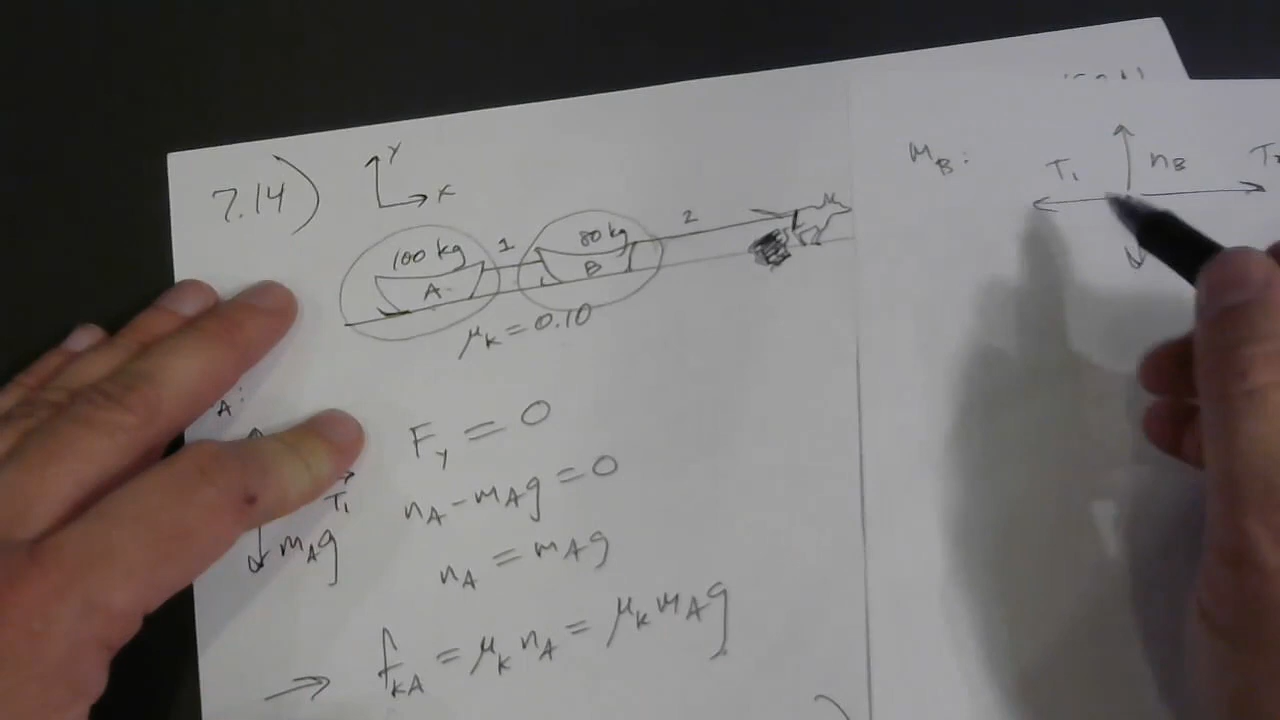 7.14)
Y
X
100 kg
1
80 kg
2
A
B
μK = 0.10
A:
T1
mAg
Fy = 0
nA - mAg = 0
nA = mAg
→ fKA = μK nA = μK mAg
MB:
T1
nB